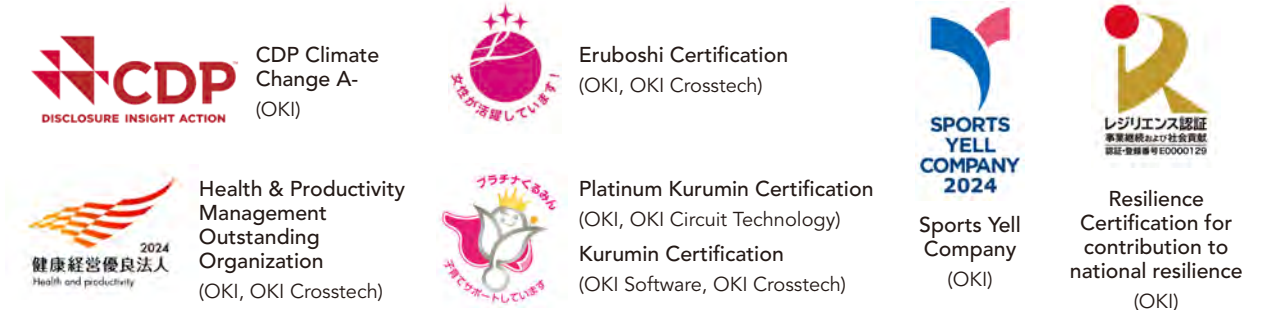 CDP
DISCLOSURE INSIGHT ACTION
CDP Climate
Change A-
(OKI)
女性が活躍しています!
Eruboshi Certification
(OKI, OKI Crosstech)
2024
健康経営優良法人
Health and productivity
Health & Productivity
Management
Outstanding
Organization
(OKI, OKI Crosstech)
プラチナくるみん
子育てサポートしています
Platinum Kurumin Certification
(OKI, OKI Circuit Technology)
Kurumin Certification
(OKI Software, OKI Crosstech)
SPORTS
YELL
COMPANY
2024
Sports Yell
Company
(OKI)
レジリエンス認証
事業継続および社会貢献
認証・登録番号E0000129
Resilience
Certification for
contribution to
national resilience
(OKI)